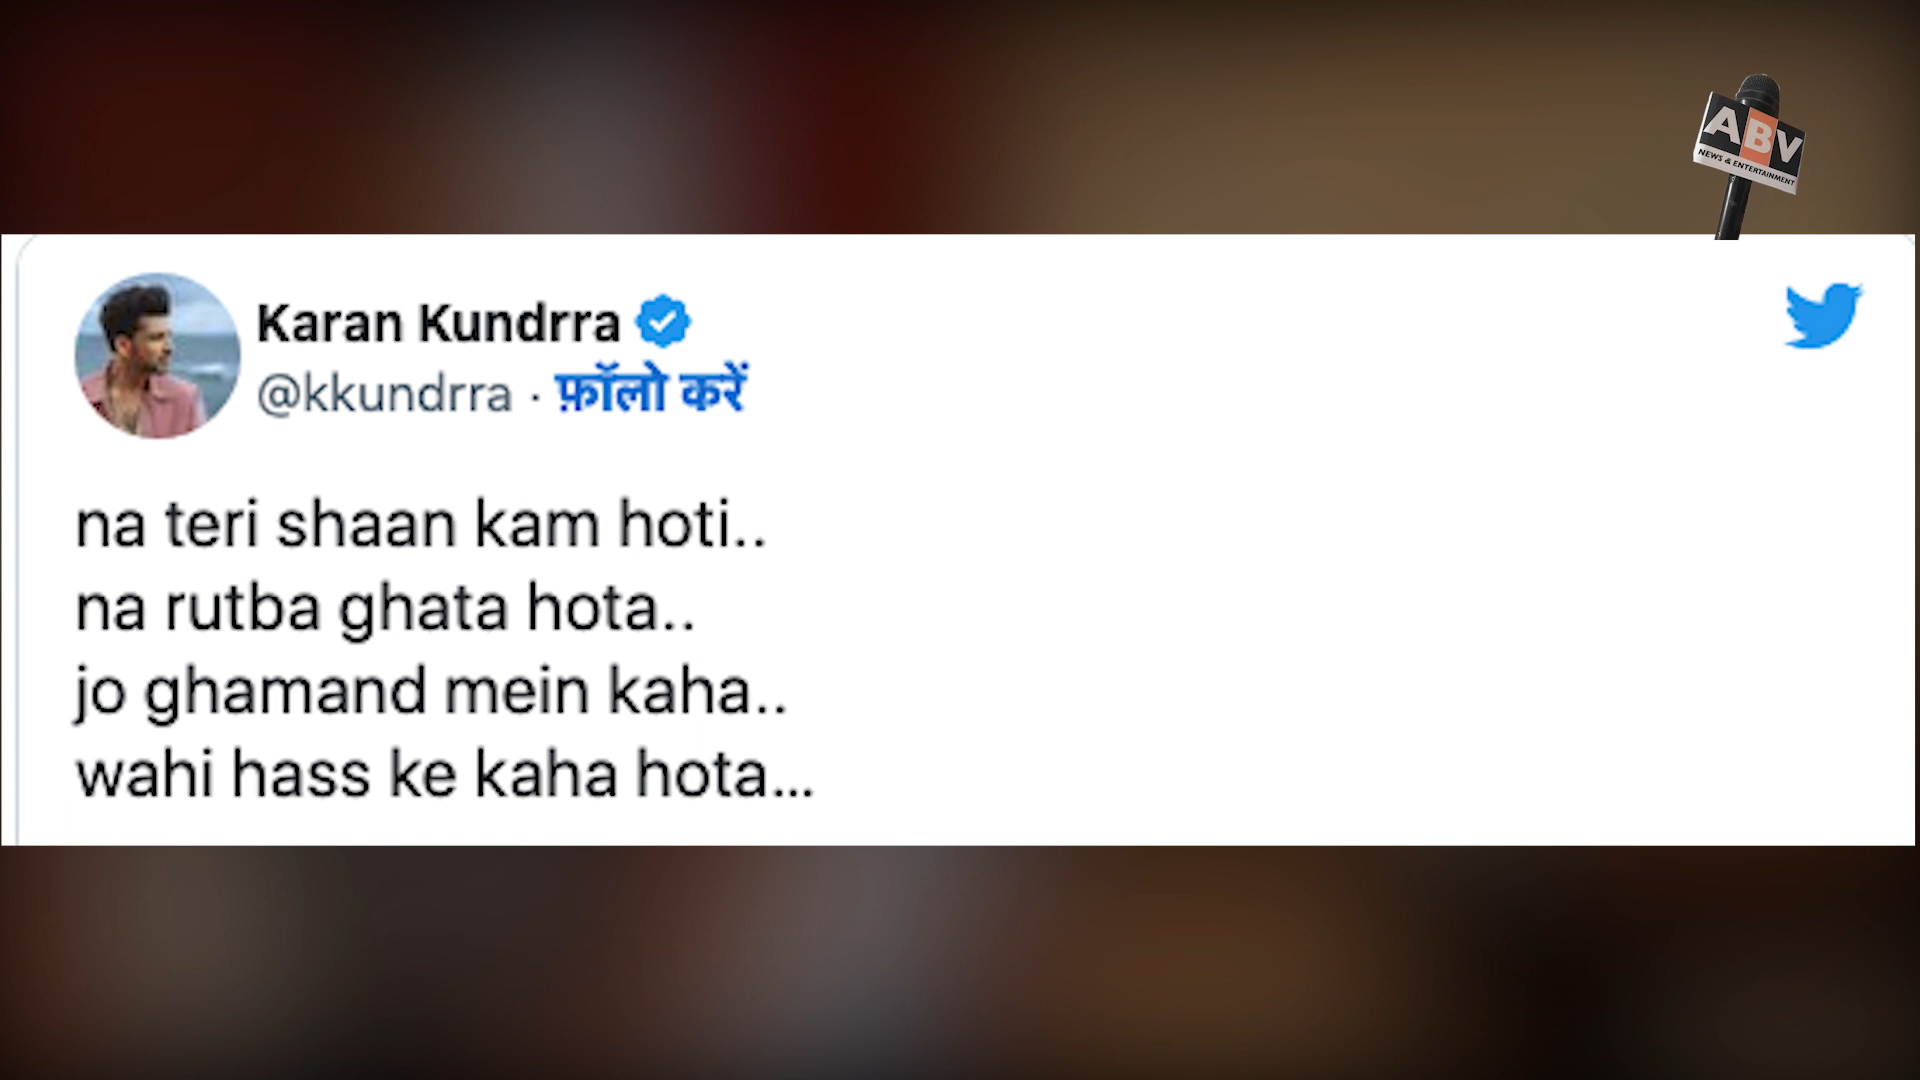 ABV
NEWS & ENTERTAINMENT
Karan Kundrra
@kkundrra · फ़ॉलो करें
na teri shaan kam hoti..
na rutba ghata hota..
jo ghamand mein kaha..
wahi hass ke kaha hota...